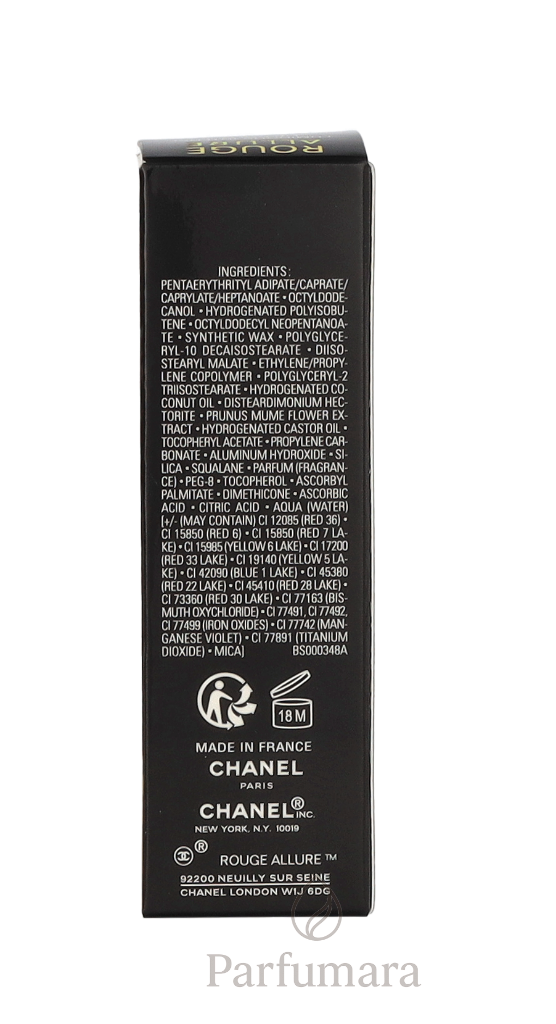 ROUGE
ALLURE
INGREDIENTS:
PENTAERYTHRITYL ADIPATE/CAPRATE/
CAPRYLATE/HEPTANOATE • OCTYLDODE-
CANOL • HYDROGENATED POLYISOBU-
TENE • OCTYLDODECYL NEOPENTANOA-
TE • SYNTHETIC WAX • POLYGLYCE-
RYL-10 DECAISOSTEARATE • DIISO-
STEARYL MALATE • ETHYLENE/PROPY-
LENE COPOLYMER • POLYGLYCERYL-2
TRIISOSTEARATE • HYDROGENATED CO-
CONUT OIL • DISTEARDIMONIUM HEC-
TORITE • PRUNUS MUME FLOWER EX-
TRACT • HYDROGENATED CASTOR OIL •
TOCOPHERYL ACETATE • PROPYLENE CAR-
BONATE • ALUMINUM HYDROXIDE • SI-
LICA • SQUALANE • PARFUM (FRAGRAN-
CE) • PEG-8 • TOCOPHEROL • ASCORBYL
PALMITATE • DIMETHICONE • ASCORBIC
ACID • CITRIC ACID • AQUA (WATER)
[+/- (MAY CONTAIN) CI 12085 (RED 36) •
CI 15850 (RED 6) • CI 15850 (RED 7 LA-
KE) • CI 15985 (YELLOW 6 LAKE) • CI 17200
(RED 33 LAKE) • CI 19140 (YELLOW 5 LA-
KE) • CI 42090 (BLUE 1 LAKE) • CI 45380
(RED 22 LAKE) • CI 45410 (RED 28 LAKE) •
CI 73360 (RED 30 LAKE) • CI 77163 (BIS-
MUTH OXYCHLORIDE) • CI 77491, CI 77492,
CI 77499 (IRON OXIDES) • CI 77742 (MAN-
GANESE VIOLET) • CI 77891 (TITANIUM
DIOXIDE) • MICA] BS000348A
18 M
MADE IN FRANCE
CHANEL
PARIS
CHANEL® INC.
NEW YORK, N.Y. 10019
® ROUGE ALLURE ™
92200 NEUILLY SUR SEINE
CHANEL LONDON W1J 6DG
Parfumara